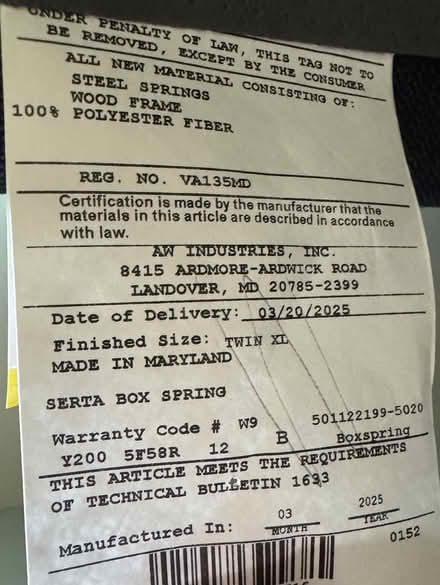 UNDER PENALTY OF LAW, THIS TAG NOT TO
BE REMOVED, EXCEPT BY THE CONSUMER
ALL NEW MATERIAL CONSISTING OF:
STEEL SPRINGS
WOOD FRAME
100% POLYESTER FIBER
REG. NO. VA135MD
Certification is made by the manufacturer that the
materials in this article are described in accordance
with law.
AW INDUSTRIES, INC.
8415 ARDMORE-ARDWICK ROAD
LANDOVER, MD 20785-2399
Date of Delivery: 03/20/2025
Finished Size: TWIN XL
MADE IN MARYLAND
SERTA BOX SPRING
Warranty Code # W9 501122199-5020
Y200 5F58R 12 B Boxspring
THIS ARTICLE MEETS THE REQUIREMENTS
OF TECHNICAL BULLETIN 1633
Manufactured In: 03 2025
MONTH YEAR
0152